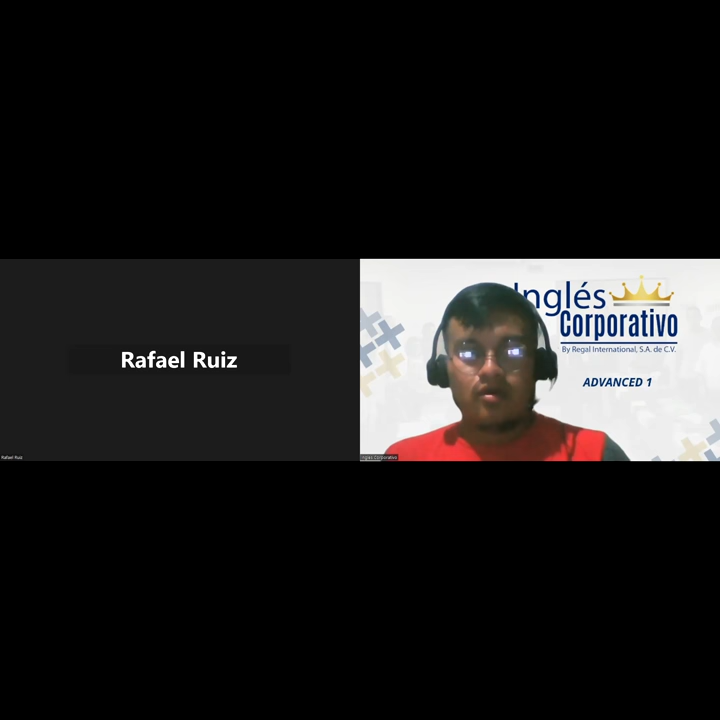 Rafael Ruiz
Rafael Ruiz
Inglés
Corporativo
By Regal International, S.A. de C.V.
ADVANCED 1
Inglés Corporativo